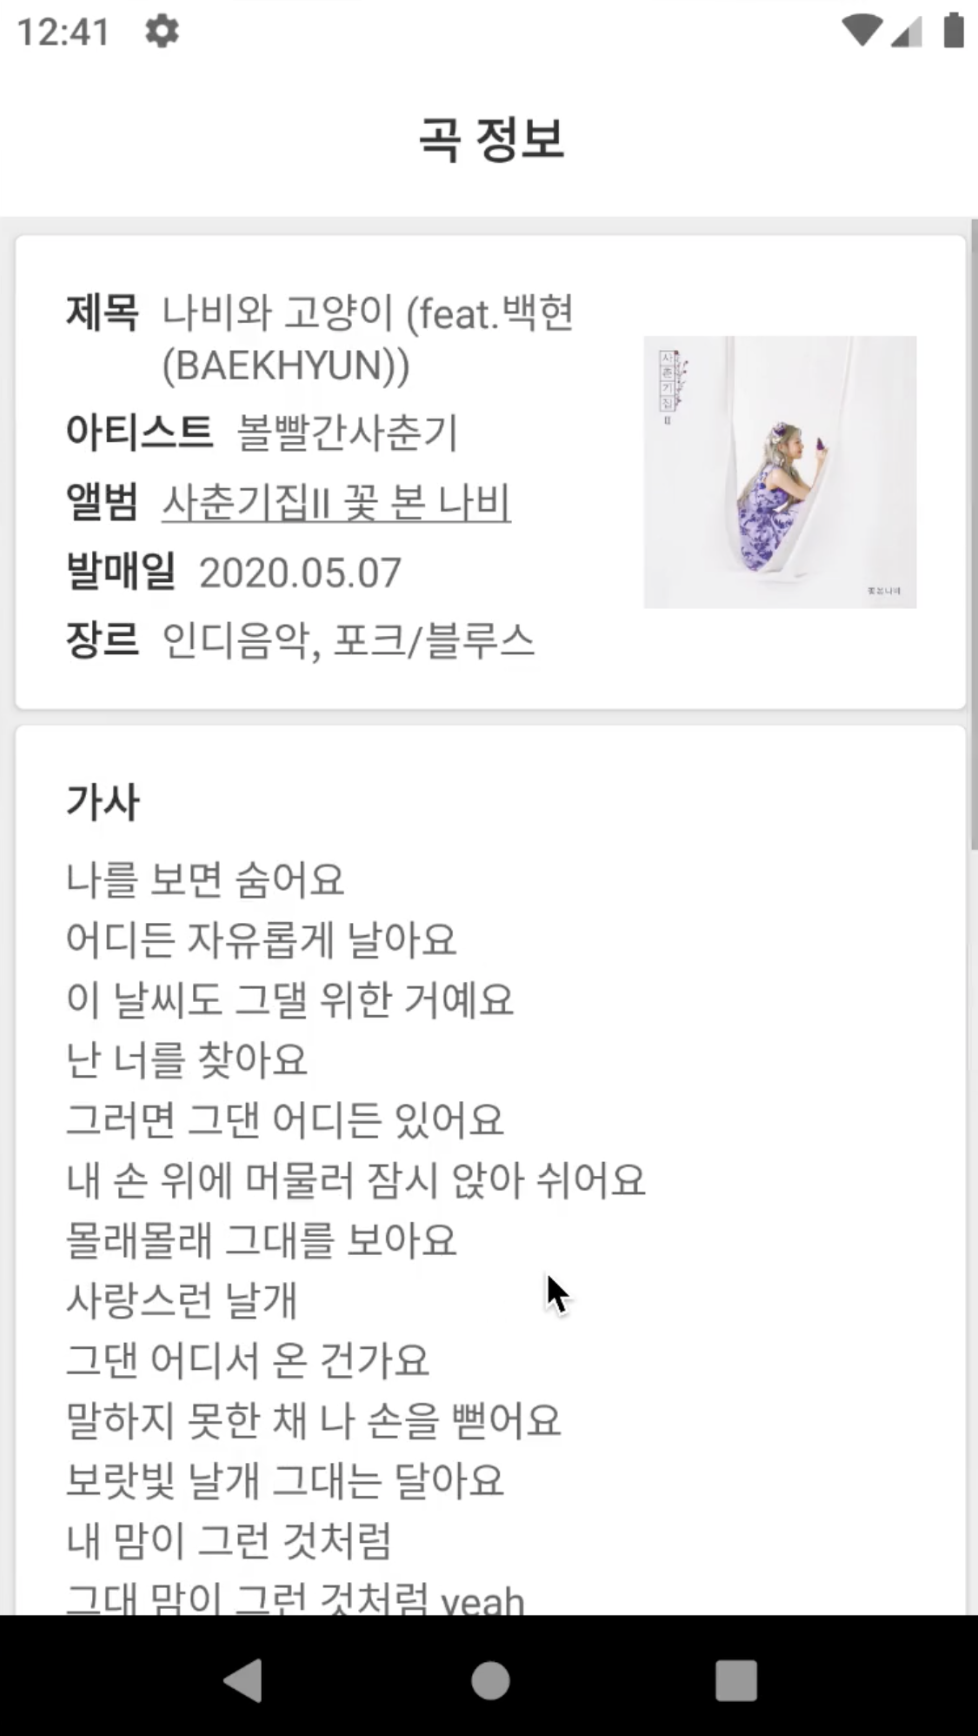 12:41
곡 정보
제목 나비와 고양이 (feat.백현
(BAEKHYUN))
아티스트 볼빨간사춘기
앨범 사춘기집II 꽃 본 나비
발매일 2020.05.07
장르 인디음악, 포크/블루스
사춘기집 II
꽃 본 나비
가사
나를 보면 숨어요
어디든 자유롭게 날아요
이 날씨도 그댈 위한 거예요
난 너를 찾아요
그러면 그댄 어디든 있어요
내 손 위에 머물러 잠시 앉아 쉬어요
몰래몰래 그대를 보아요
사랑스런 날개
그댄 어디서 온 건가요
말하지 못한 채 나 손을 뻗어요
보랏빛 날개 그대는 달아요
내 맘이 그런 것처럼
그대 맘이 그런 것처럼 yeah